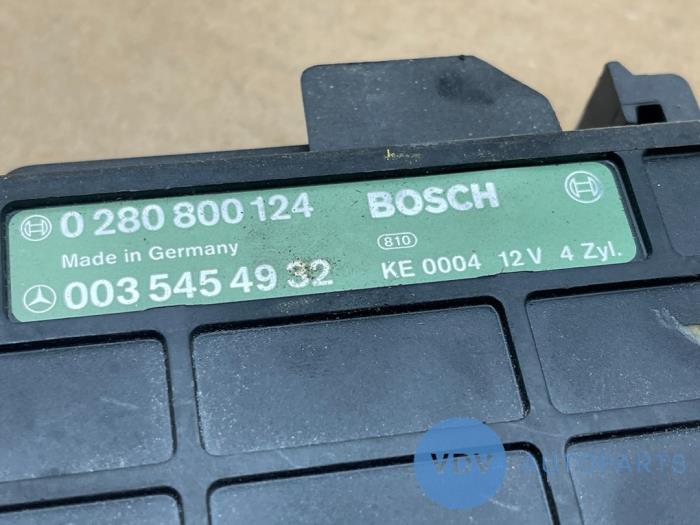 0 280 800 124 BOSCH
Made in Germany 810
003 545 49 32 KE 0004 12 V 4 Zyl.
VDV AUTOPARTS